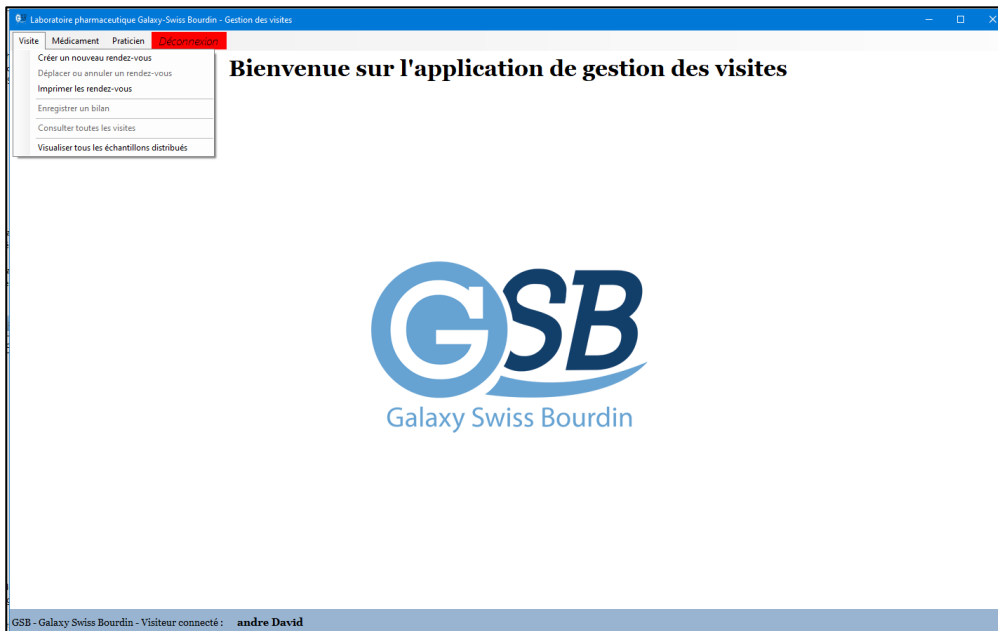 Laboratoire pharmaceutique Galaxy-Swiss Bourdin - Gestion des visites
Visite Médicament Praticien Déconnexion
Créer un nouveau rendez-vous
Déplacer ou annuler un rendez-vous
Imprimer les rendez-vous
Enregistrer un bilan
Consulter toutes les visites
Visualiser tous les échantillons distribués
Bienvenue sur l'application de gestion des visites
GSB
Galaxy Swiss Bourdin
GSB - Galaxy Swiss Bourdin - Visiteur connecté : andre David